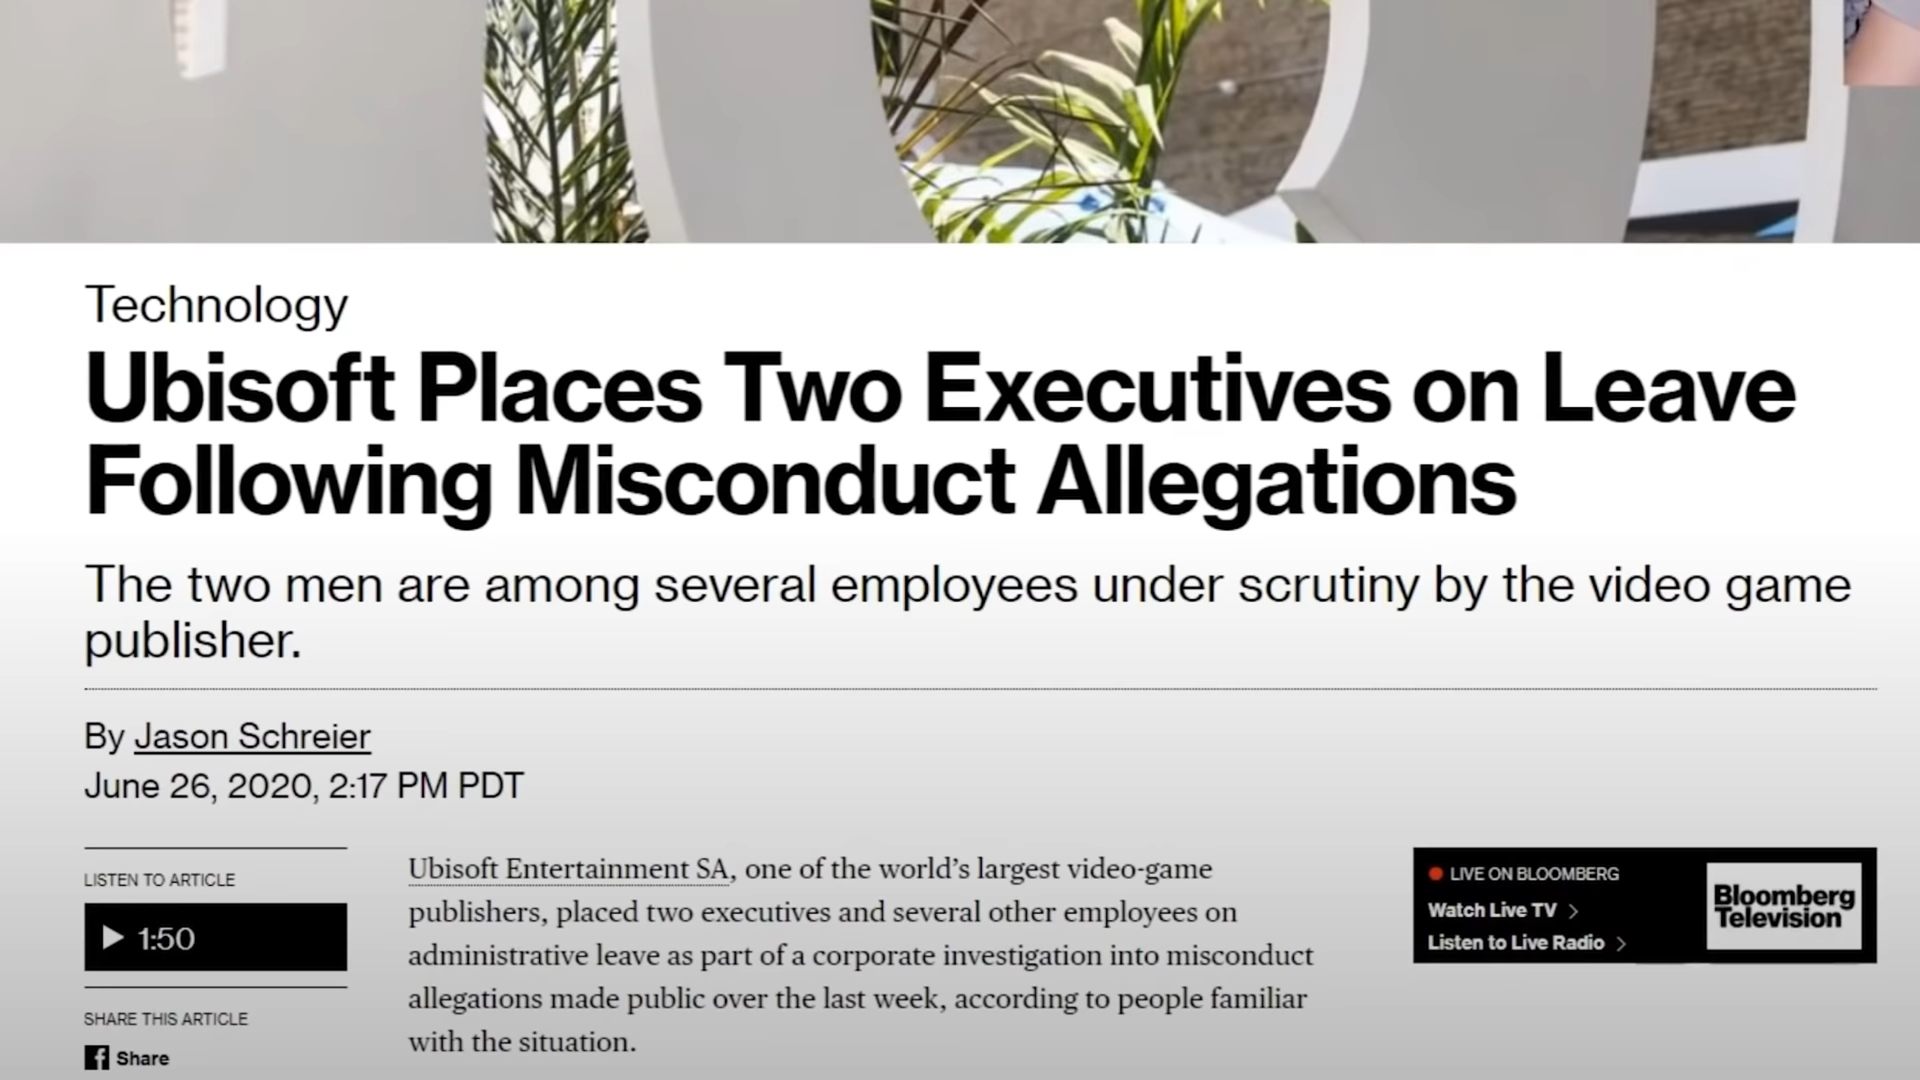 Technology
Ubisoft Places Two Executives on Leave
Following Misconduct Allegations
The two men are among several employees under scrutiny by the video game
publisher.
By Jason Schreier
June 26, 2020, 2:17 PM PDT
LISTEN TO ARTICLE
1:50
SHARE THIS ARTICLE
Share
Ubisoft Entertainment SA, one of the world’s largest video-game
publishers, placed two executives and several other employees on
administrative leave as part of a corporate investigation into misconduct
allegations made public over the last week, according to people familiar
with the situation.
LIVE ON BLOOMBERG
Watch Live TV
Listen to Live Radio
Bloomberg
Television